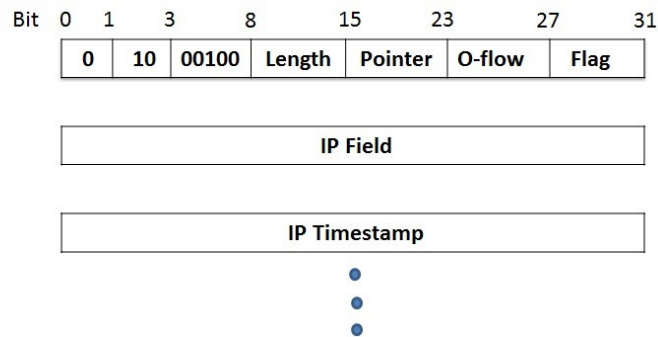 Bit 0 1 3 8 15 23 27 31
0 10 00100 Length Pointer O-flow Flag
IP Field
IP Timestamp